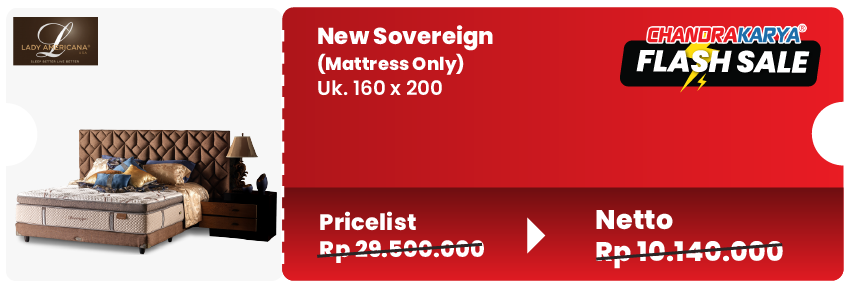 LADY AMERICANA®
SLEEP BETTER LIVE BETTER
New Sovereign
(Mattress Only)
Uk. 160 x 200
CHANDRAKARYA®
FLASH SALE
Pricelist
Rp 29.500.000
Netto
Rp 10.140.000